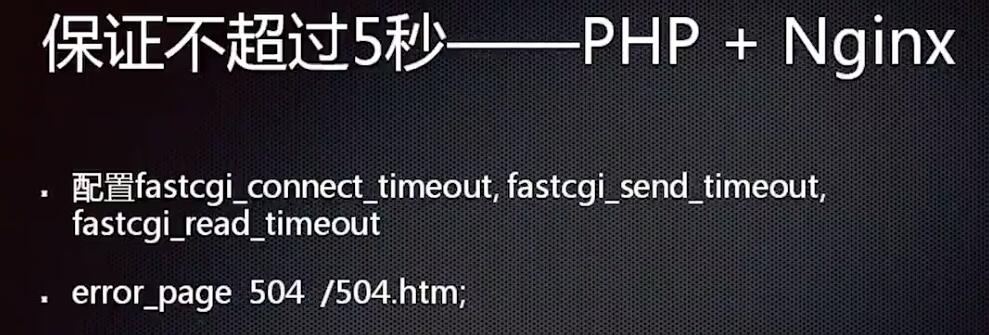 保证不超过5秒——PHP + Nginx
配置fastcgi_connect_timeout, fastcgi_send_timeout,
fastcgi_read_timeout
error_page 504 /504.htm;